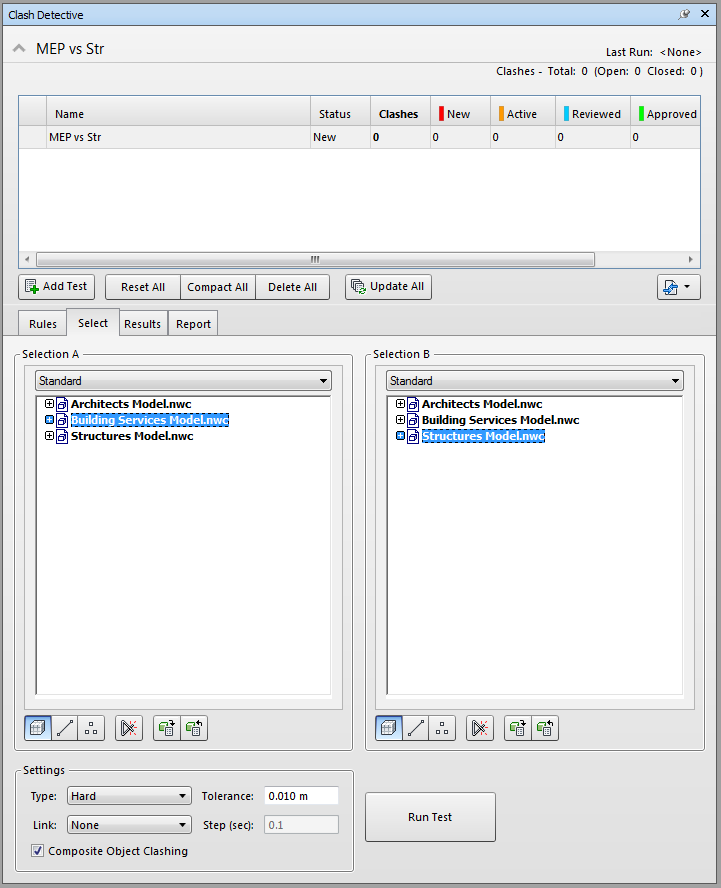 Clash Detective
MEP vs Str
Last Run: <None>
Clashes - Total: 0 (Open: 0 Closed: 0 )
Name Status Clashes New Active Reviewed Approved
MEP vs Str New 0 0 0 0 0
Add Test Reset All Compact All Delete All Update All
Rules Select Results Report
Selection A
Standard
Architects Model.nwc
Building Services Model.nwc
Structures Model.nwc
Selection B
Standard
Architects Model.nwc
Building Services Model.nwc
Structures Model.nwc
Settings
Type: Hard Tolerance: 0.010 m
Link: None Step (sec): 0.1
Composite Object Clashing
Run Test